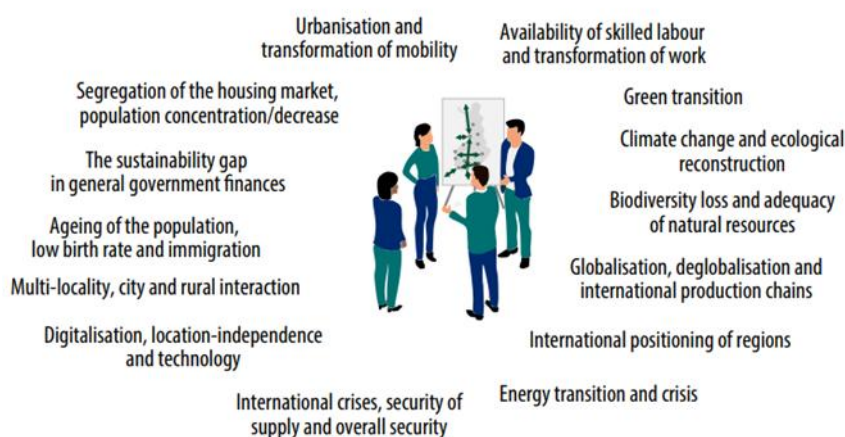 Urbanisation and
transformation of mobility
Availability of skilled labour
and transformation of work
Segregation of the housing market,
population concentration/decrease
Green transition
The sustainability gap
in general government finances
Climate change and ecological
reconstruction
Ageing of the population,
low birth rate and immigration
Biodiversity loss and adequacy
of natural resources
Multi-locality, city and rural interaction
Globalisation, deglobalisation and
international production chains
Digitalisation, location-independence
and technology
International positioning of regions
International crises, security of
supply and overall security
Energy transition and crisis